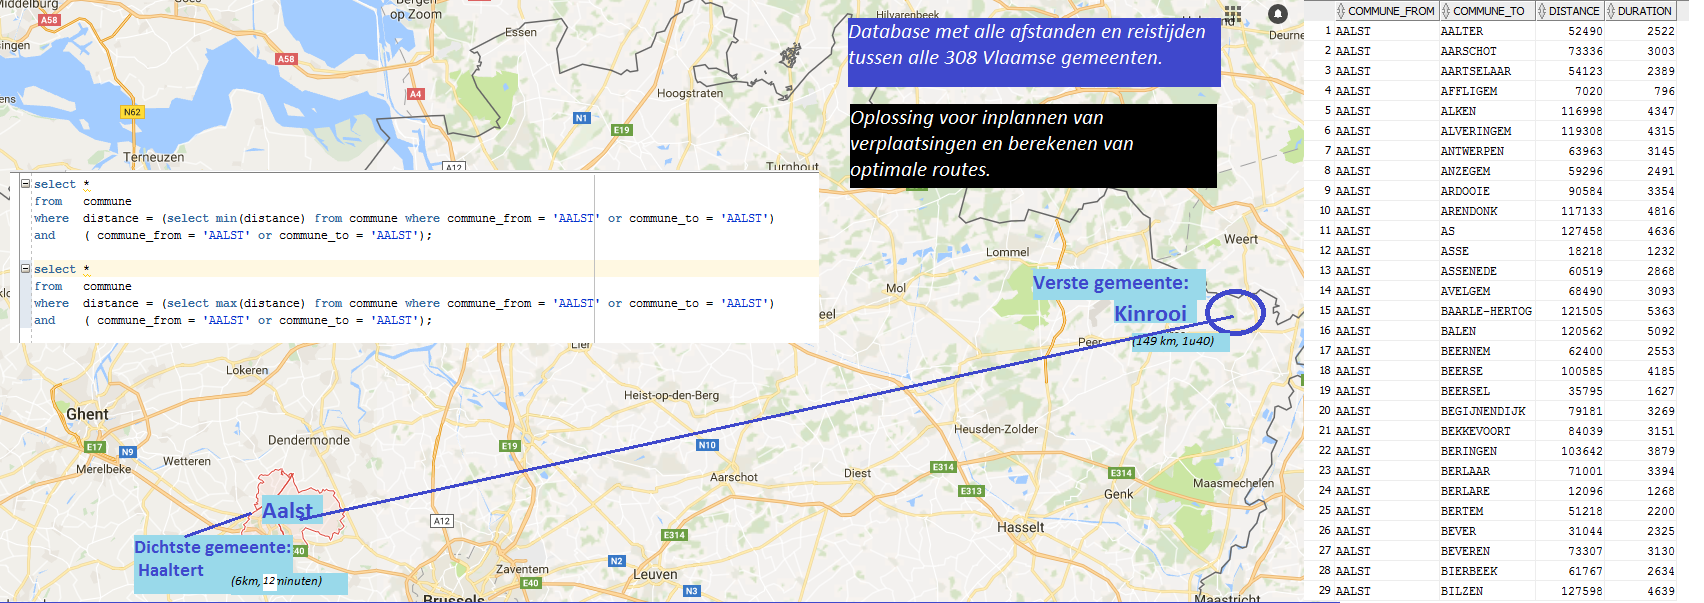 Middelburg
A58
singen
Bergen
op Zoom
Essen
A58
A4
N62
Terneuzen
Hoogstraten
N1
E19
A12
Turnhout
Hilvarenbeek
Deurne
Database met alle afstanden en reistijden
tussen alle 308 Vlaamse gemeenten.
Oplossing voor inplannen van
verplaatsingen en berekenen van
optimale routes.
select *
from commune
where distance = (select min(distance) from commune where commune_from = 'AALST' or commune_to = 'AALST')
and ( commune_from = 'AALST' or commune_to = 'AALST');
select *
from commune
where distance = (select max(distance) from commune where commune_from = 'AALST' or commune_to = 'AALST')
and ( commune_from = 'AALST' or commune_to = 'AALST');
Weert
Lommel
Mol
eel
Verste gemeente:
Kinrooi
(149 km, 1u40)
Peer
Lier
Lokeren
Heist-op-den-Berg
Ghent
E17
N9
Merelbeke
Wetteren
Dendermonde
E19
N10
Heusden-Zolder
Aarschot
Diest
E314
E313
E314
Genk
Maasmechelen
Aalst
A12
Hasselt
Dichtste gemeente:
Haaltert
(6km, 12minuten)
40
E314
N2
Zaventem
E40
Leuven
N3
Brussels
Maastricht
COMMUNE_FROM COMMUNE_TO DISTANCE DURATION
1 AALST AALTER 52490 2522
2 AALST AARSCHOT 73336 3003
3 AALST AARTSELAAR 54123 2389
4 AALST AFFLIGEM 7020 796
5 AALST ALKEN 116998 4347
6 AALST ALVERINGEM 119308 4315
7 AALST ANTWERPEN 63963 3145
8 AALST ANZEGEM 59296 2491
9 AALST ARDOOIE 90584 3354
10 AALST ARENDONK 117133 4816
11 AALST AS 127458 4636
12 AALST ASSE 18218 1232
13 AALST ASSENEDE 60519 2868
14 AALST AVELGEM 68490 3093
15 AALST BAARLE-HERTOG 121505 5363
16 AALST BALEN 120562 5092
17 AALST BEERNEM 62400 2553
18 AALST BEERSE 100585 4185
19 AALST BEERSEL 35795 1627
20 AALST BEGIJNENDIJK 79181 3269
21 AALST BEKKEVOORT 84039 3151
22 AALST BERINGEN 103642 3879
23 AALST BERLAAR 71001 3394
24 AALST BERLARE 12096 1268
25 AALST BERTEM 51218 2200
26 AALST BEVER 31044 2325
27 AALST BEVEREN 73307 3130
28 AALST BIERBEEK 61767 2634
29 AALST BILZEN 127598 4639